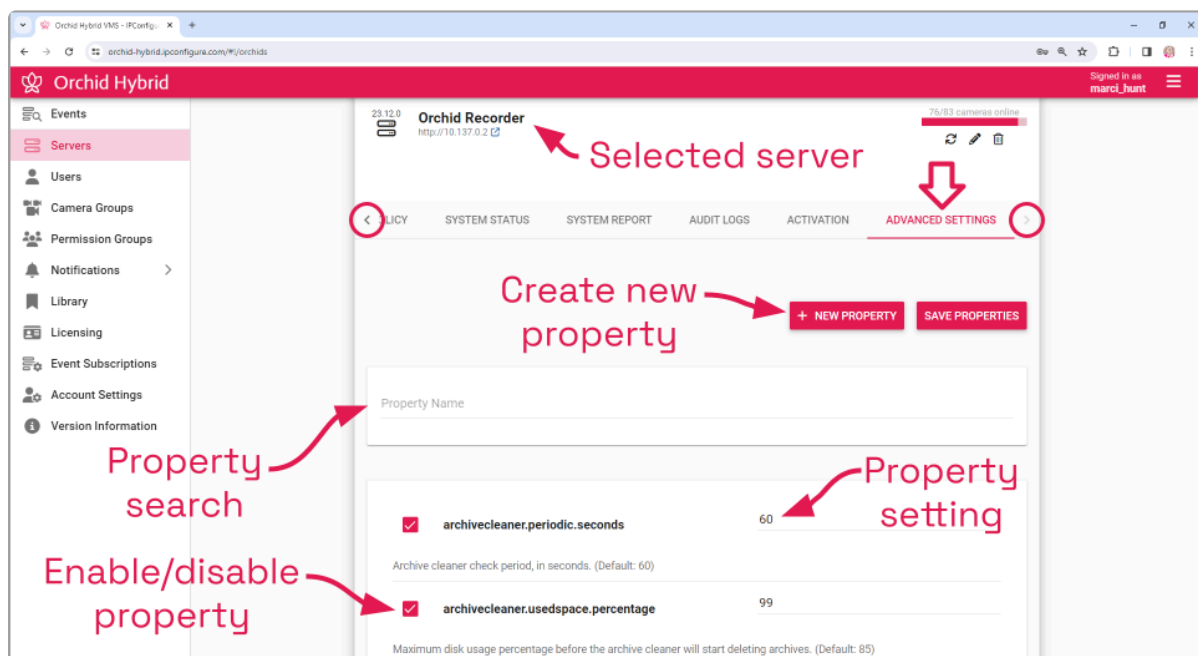 Orchid Hybrid VMS - IPConfigu
orchid-hybrid.ipconfigure.com/#!/orchids
Orchid Hybrid
Signed in as
marci_hunt
Events
Servers
Users
Camera Groups
Permission Groups
Notifications
Library
Licensing
Event Subscriptions
Account Settings
Version Information
23.12.0
Orchid Recorder
http://10.137.0.2
76/83 cameras online
Selected server
LICY
SYSTEM STATUS
SYSTEM REPORT
AUDIT LOGS
ACTIVATION
ADVANCED SETTINGS
Create new
property
+ NEW PROPERTY
SAVE PROPERTIES
Property Name
Property
search
Property
setting
archivecleaner.periodic.seconds
60
Archive cleaner check period, in seconds. (Default: 60)
Enable/disable
property
archivecleaner.usedspace.percentage
99
Maximum disk usage percentage before the archive cleaner will start deleting archives. (Default: 85)